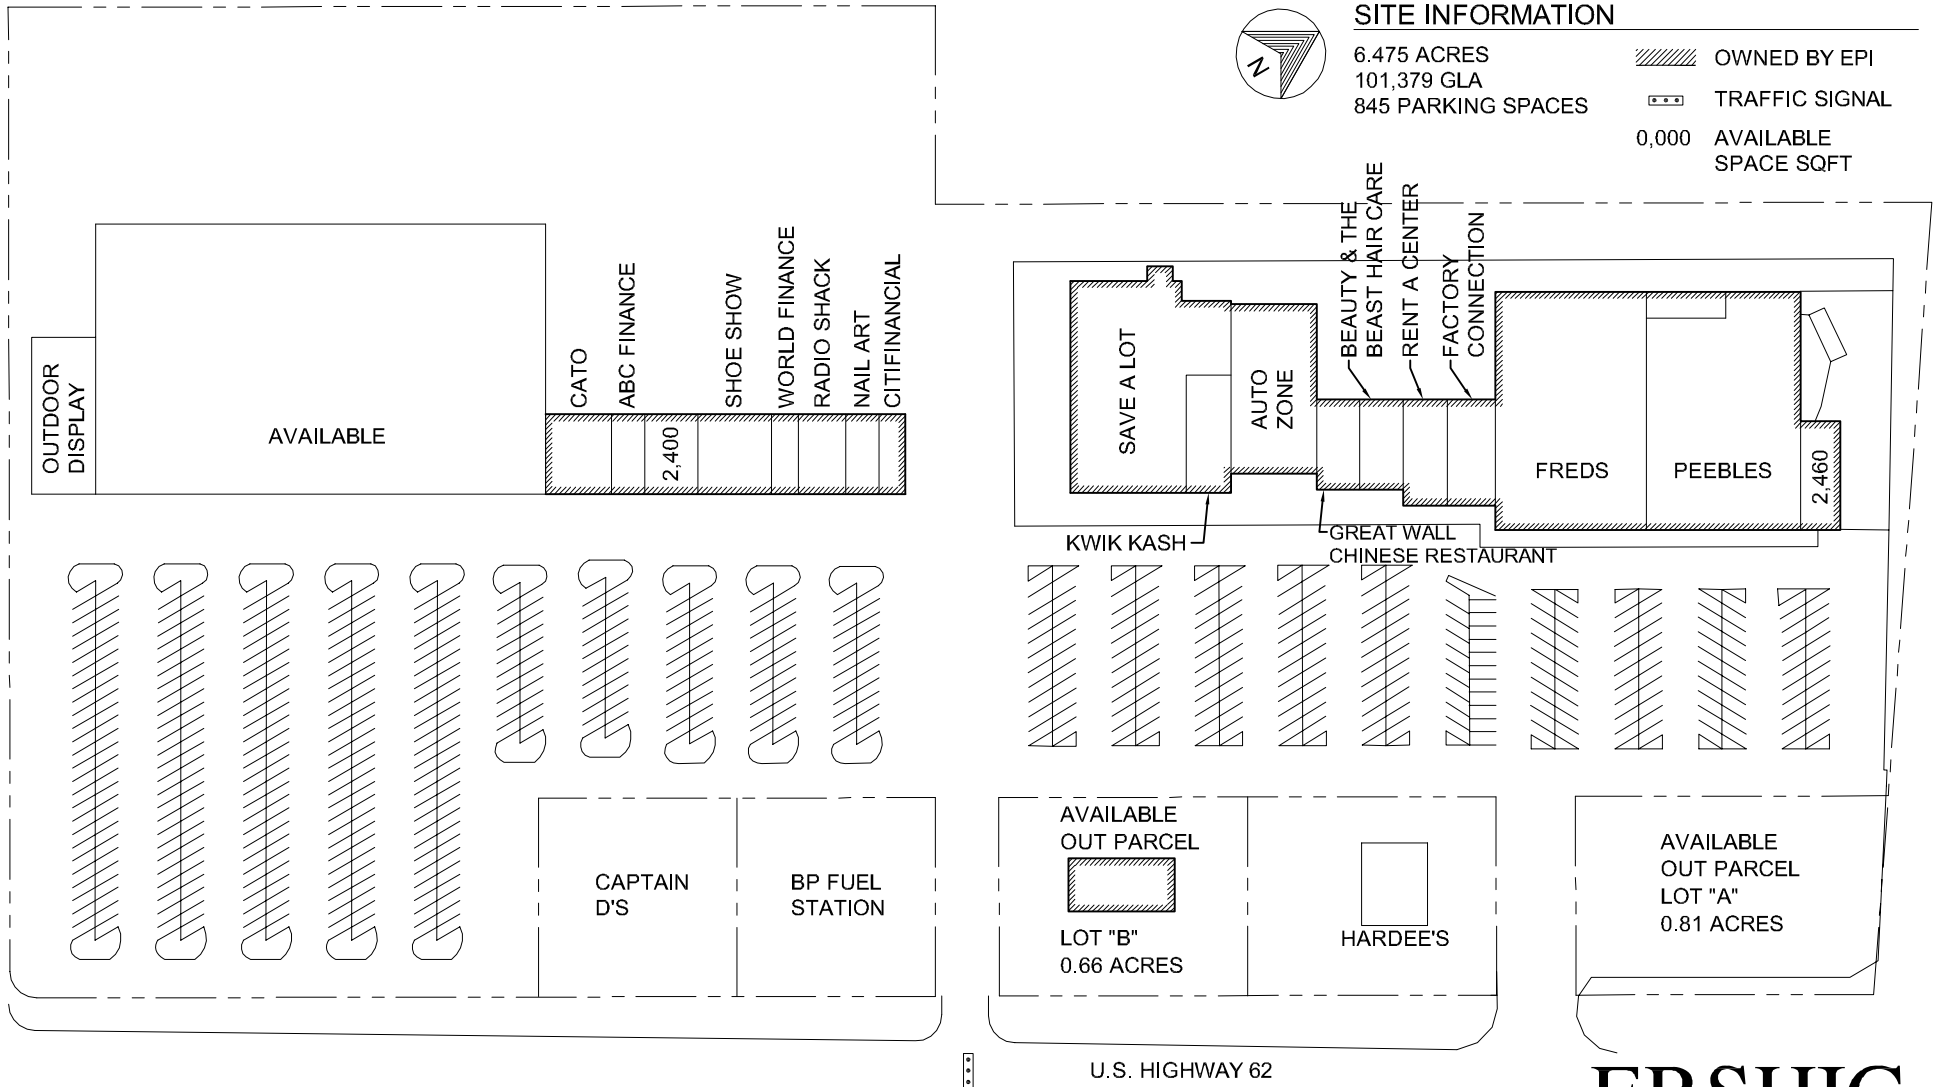 SITE INFORMATION
6.475 ACRES
101,379 GLA
845 PARKING SPACES
OWNED BY EPI
TRAFFIC SIGNAL
0,000 AVAILABLE
SPACE SQFT
N
OUTDOOR
DISPLAY
AVAILABLE
CATO
ABC FINANCE
2,400
SHOE SHOW
WORLD FINANCE
RADIO SHACK
NAIL ART
CITIFINANCIAL
SAVE A LOT
AUTO
ZONE
BEAUTY & THE
BEAST HAIR CARE
RENT A CENTER
FACTORY
CONNECTION
FREDS
PEEBLES
2,460
KWIK KASH
GREAT WALL
CHINESE RESTAURANT
CAPTAIN
D'S
BP FUEL
STATION
AVAILABLE
OUT PARCEL
LOT "B"
0.66 ACRES
HARDEE'S
AVAILABLE
OUT PARCEL
LOT "A"
0.81 ACRES
U.S. HIGHWAY 62
ERSHIG